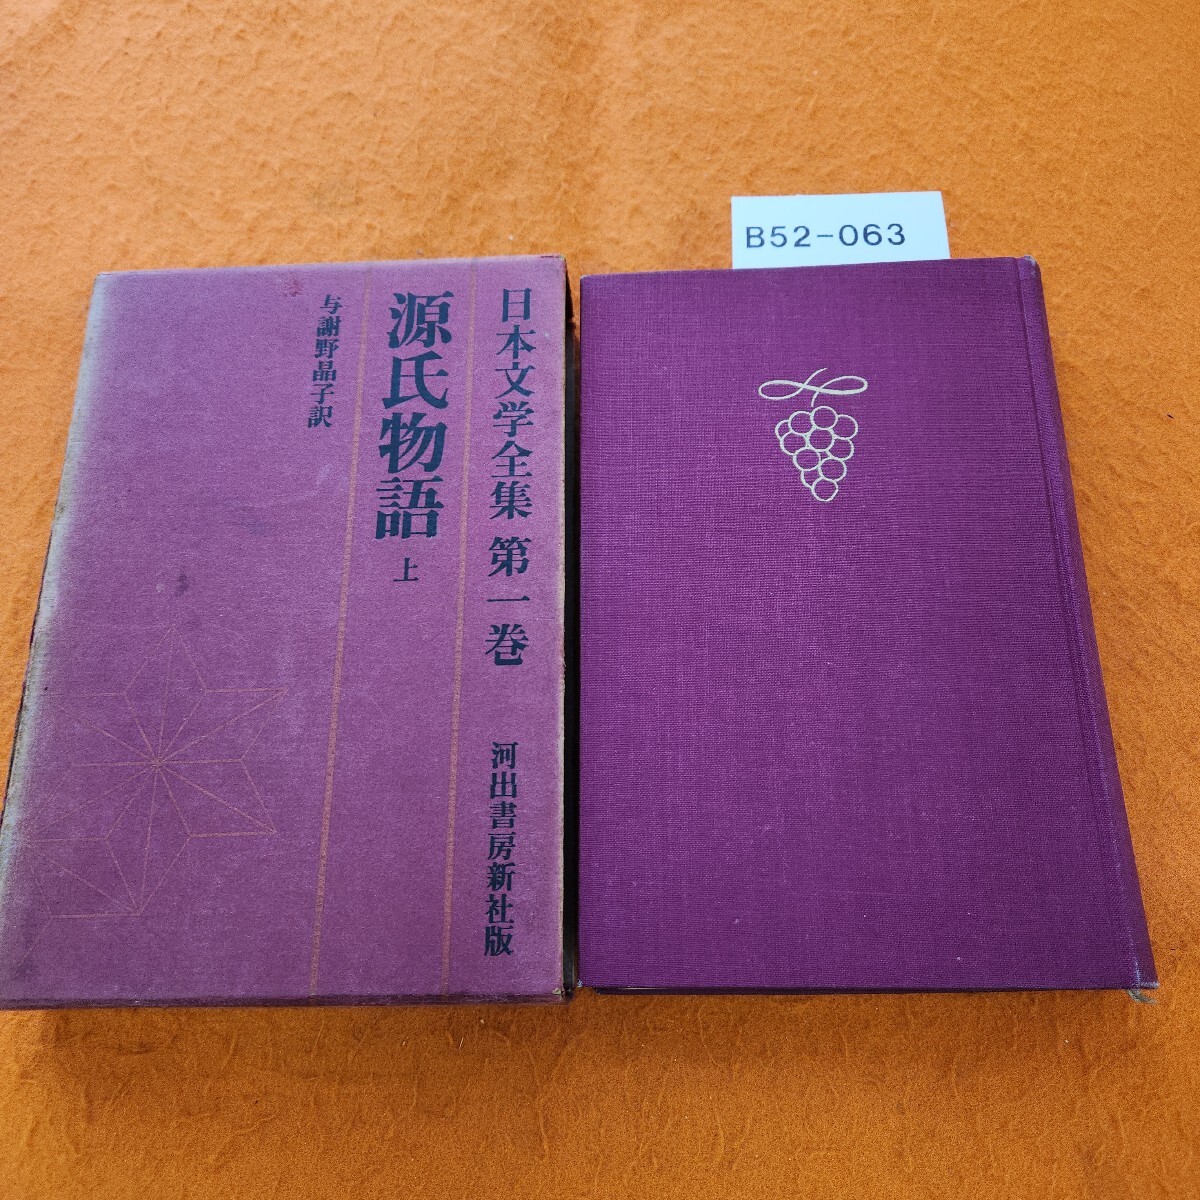 日本文学全集 第一巻 河出書房新社版
源氏物語 上
与謝野晶子訳
B52-063